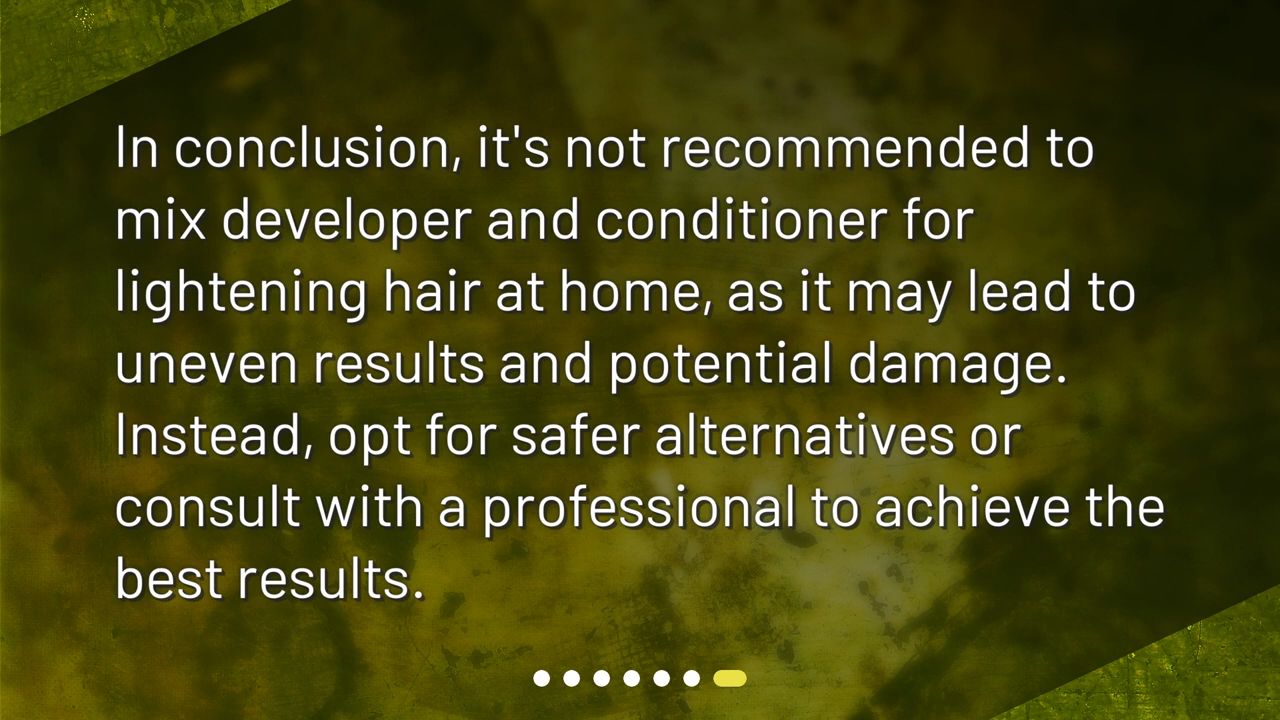 In conclusion, it's not recommended to
mix developer and conditioner for
lightening hair at home, as it may lead to
uneven results and potential damage.
Instead, opt for safer alternatives or
consult with a professional to achieve the
best results.